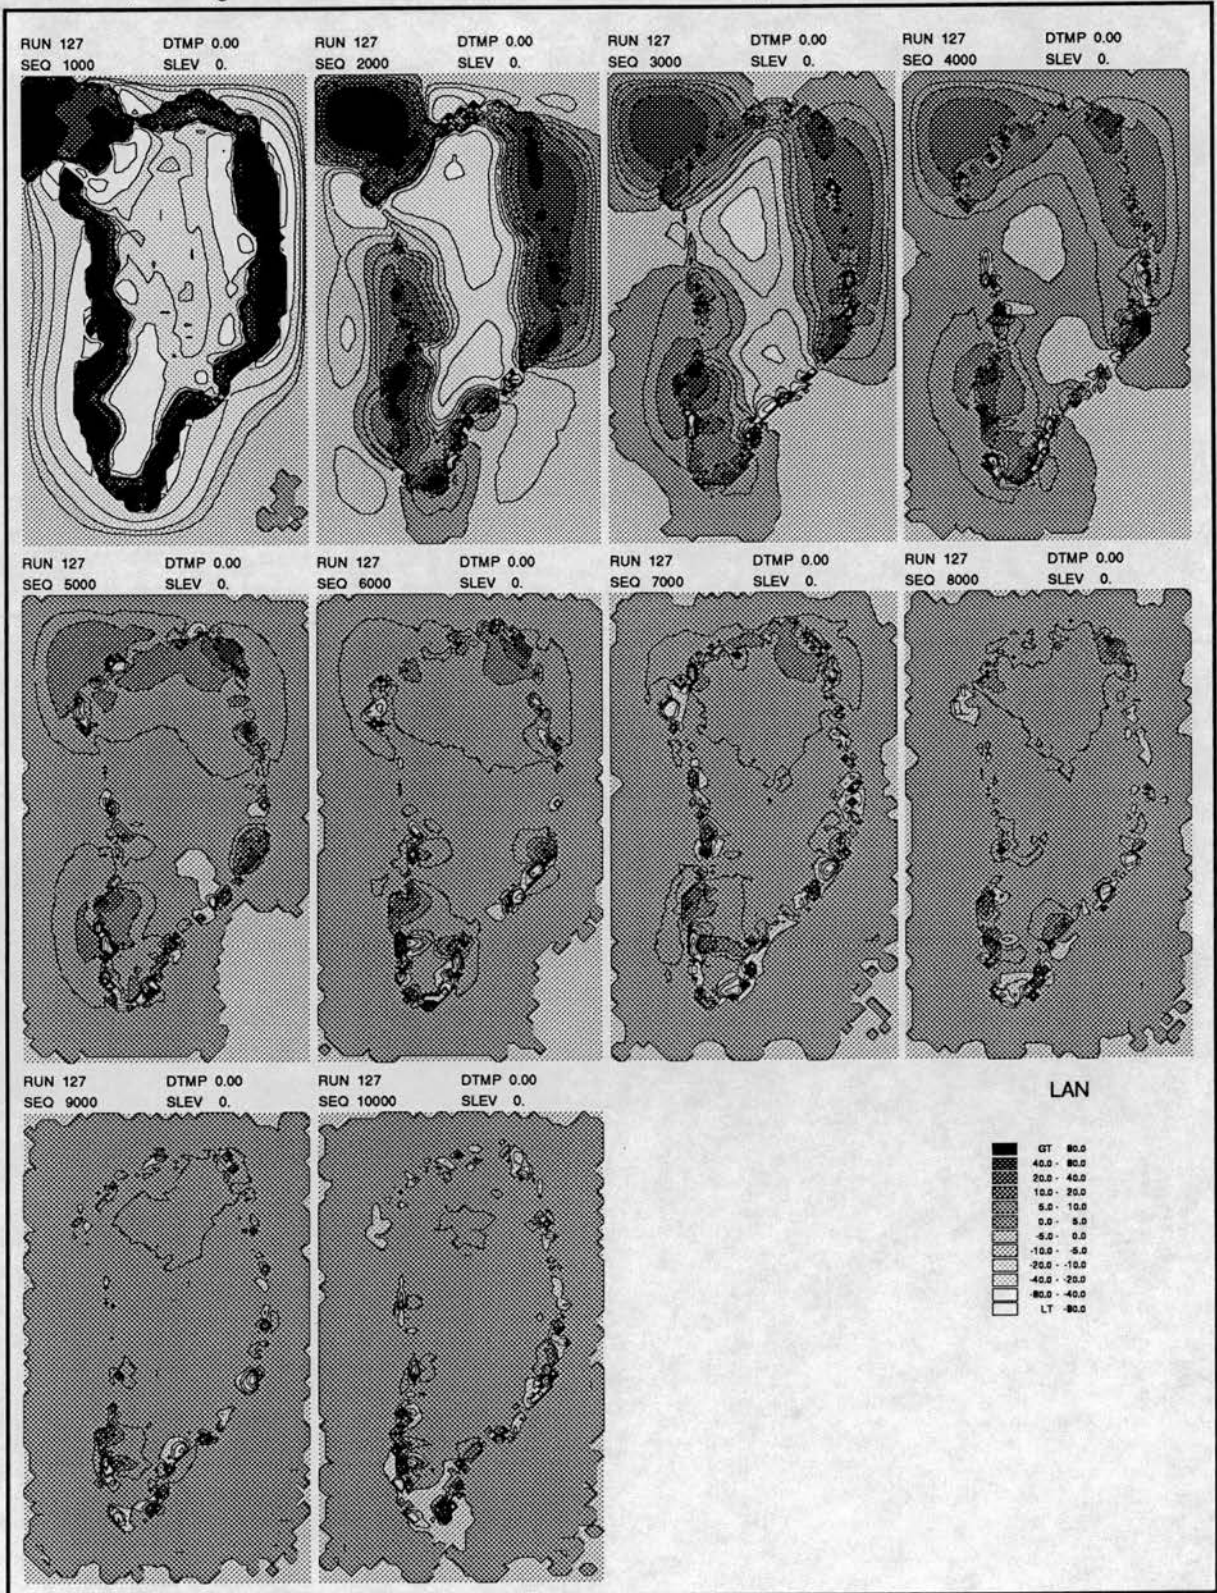 RUN 127 DTMP 0.00 RUN 127 DTMP 0.00 RUN 127 DTMP 0.00 RUN 127 DTMP 0.00
SEQ 1000 SLEV 0. SEQ 2000 SLEV 0. SEQ 3000 SLEV 0. SEQ 4000 SLEV 0.
RUN 127 DTMP 0.00 RUN 127 DTMP 0.00 RUN 127 DTMP 0.00 RUN 127 DTMP 0.00
SEQ 5000 SLEV 0. SEQ 6000 SLEV 0. SEQ 7000 SLEV 0. SEQ 8000 SLEV 0.
RUN 127 DTMP 0.00 RUN 127 DTMP 0.00
SEQ 9000 SLEV 0. SEQ 10000 SLEV 0.
LAN
GT 80.0
40.0 - 80.0
20.0 - 40.0
10.0 - 20.0
5.0 - 10.0
0.0 - 5.0
-5.0 - 0.0
-10.0 - -5.0
-20.0 - -10.0
-40.0 - -20.0
-80.0 - -40.0
LT -80.0